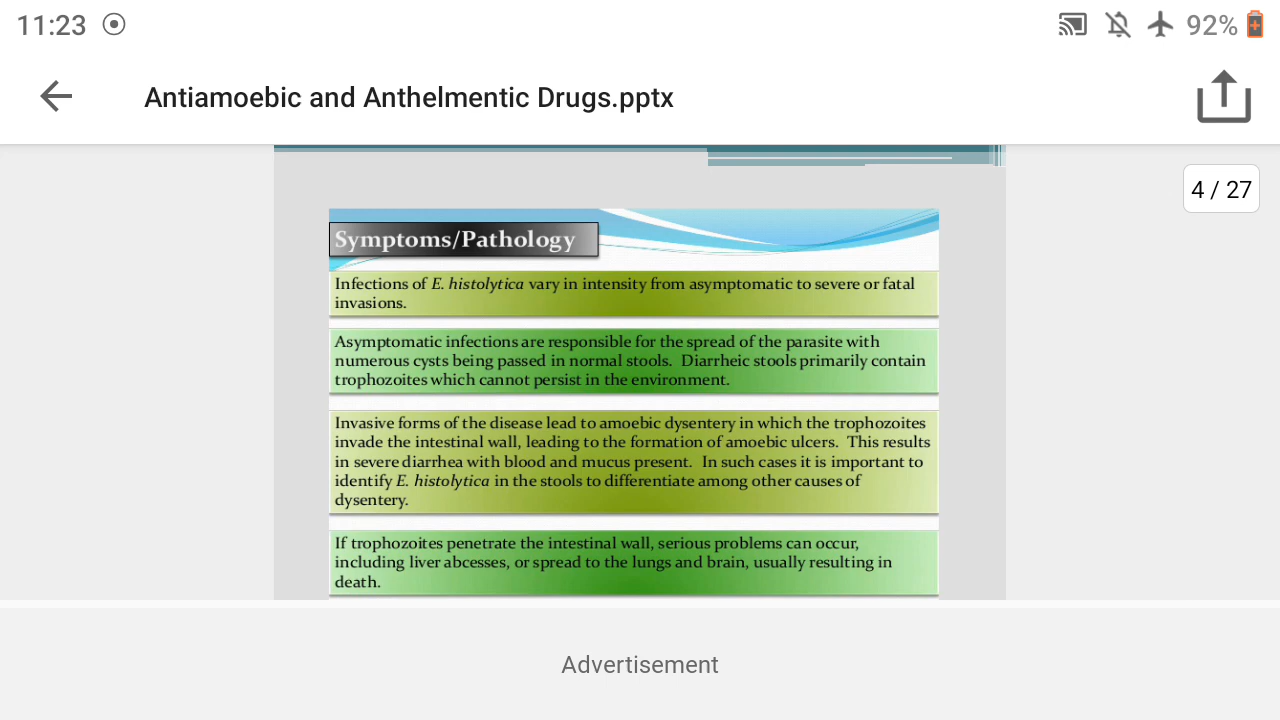 11:23
92%
Antiamoebic and Anthelmentic Drugs.pptx
4 / 27
Symptoms/Pathology
Infections of E. histolytica vary in intensity from asymptomatic to severe or fatal
invasions.
Asymptomatic infections are responsible for the spread of the parasite with
numerous cysts being passed in normal stools. Diarrheic stools primarily contain
trophozoites which cannot persist in the environment.
Invasive forms of the disease lead to amoebic dysentery in which the trophozoites
invade the intestinal wall, leading to the formation of amoebic ulcers. This results
in severe diarrhea with blood and mucus present. In such cases it is important to
identify E. histolytica in the stools to differentiate among other causes of
dysentery.
If trophozoites penetrate the intestinal wall, serious problems can occur,
including liver abcesses, or spread to the lungs and brain, usually resulting in
death.
Advertisement